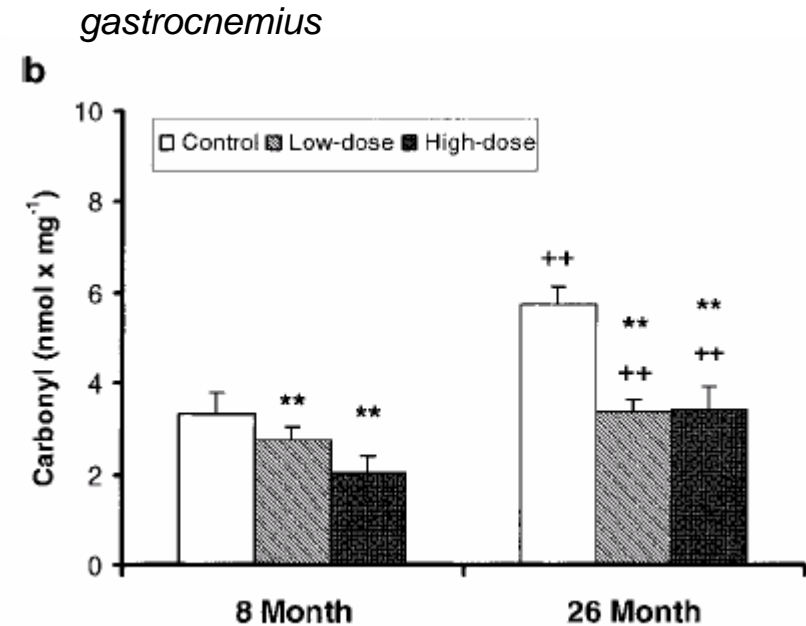 gastrocnemius
b
10
Control Low-dose High-dose
8
++
6
**
**
++
++
4
**
**
2
0
Carbonyl (nmol x mg⁻¹)
8 Month 26 Month